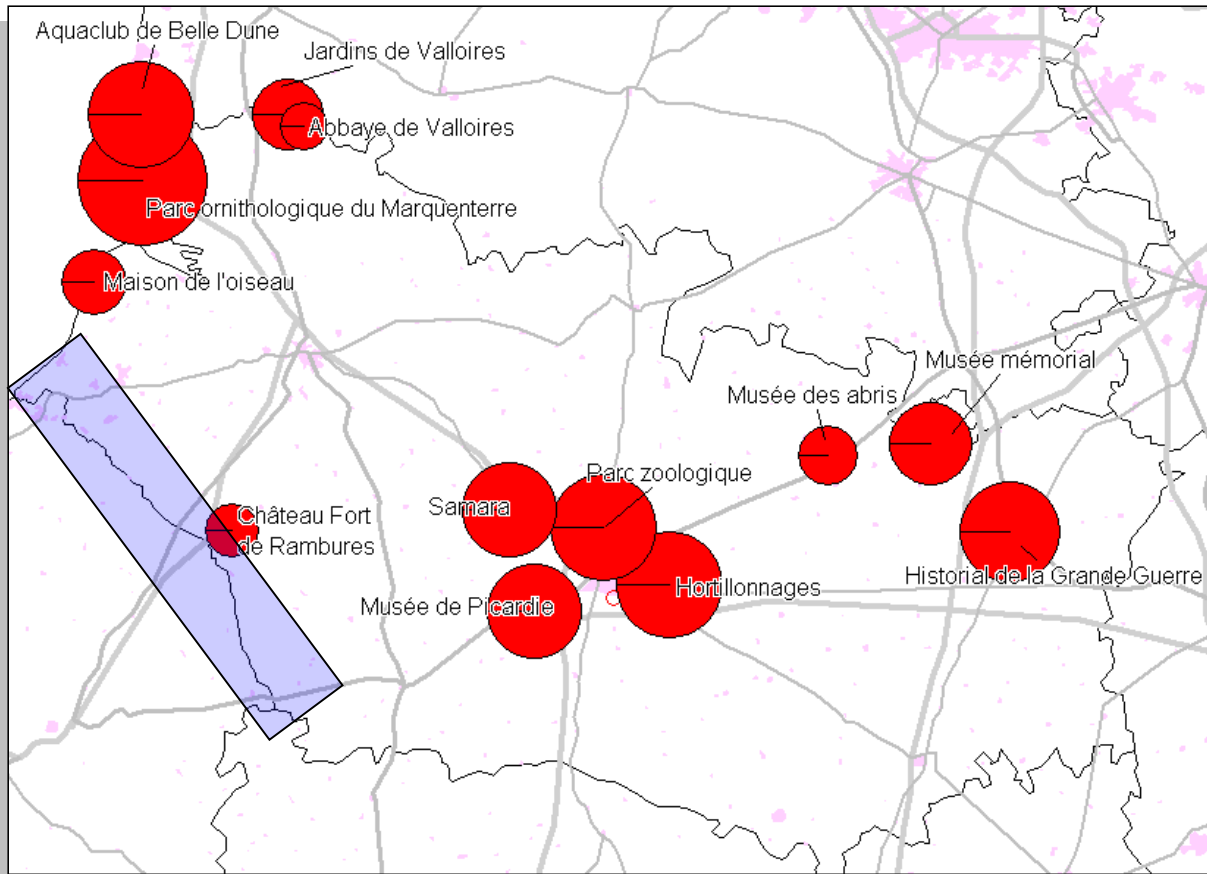 Aquaclub de Belle Dune
Jardins de Valloires
Abbaye de Valloires
Parc ornithologique du Marquenterre
Maison de l'oiseau
Musée mémorial
Musée des abris
Parc zoologique
Samara
Château Fort
de Rambures
Historial de la Grande Guerre
Hortillonnages
Musée de Picardie